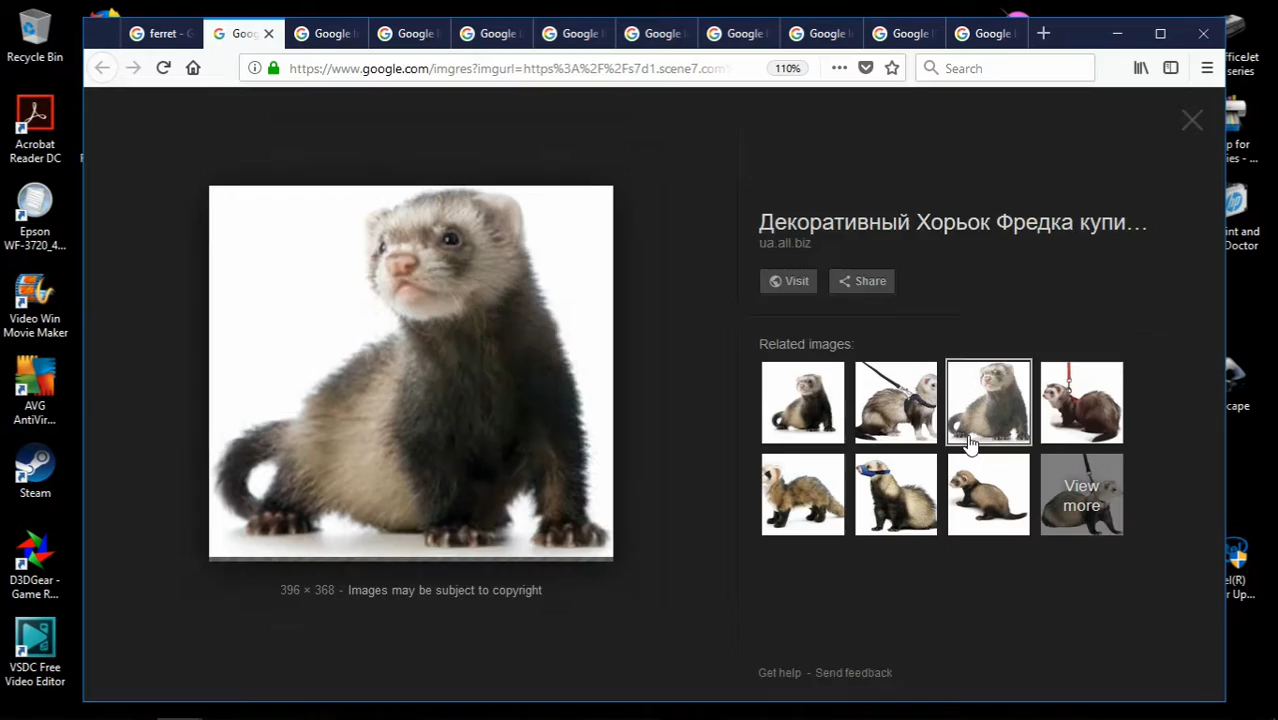 Recycle Bin
Acrobat
Reader DC
Epson
WF-3720_4...
Video Win
Movie Maker
AVG
AntiVir...
Steam
D3DGear -
Game R...
VSDC Free
Video Editor
ferret - G
Goog
Google I
Google I
Google I
Google I
Google I
Google I
Google I
Google I
Google I
https://www.google.com/imgres?imgurl=https%3A%2F%2Fs7d1.scene7.com
110%
Search
Декоративный Хорьок Фредка купи...
ua.all.biz
Visit
Share
Related images:
View
more
396 × 368 - Images may be subject to copyright
Get help - Send feedback
fficeJet
series
p for
ies - ...
int and
Doctor
cape
el(R)
r Up...